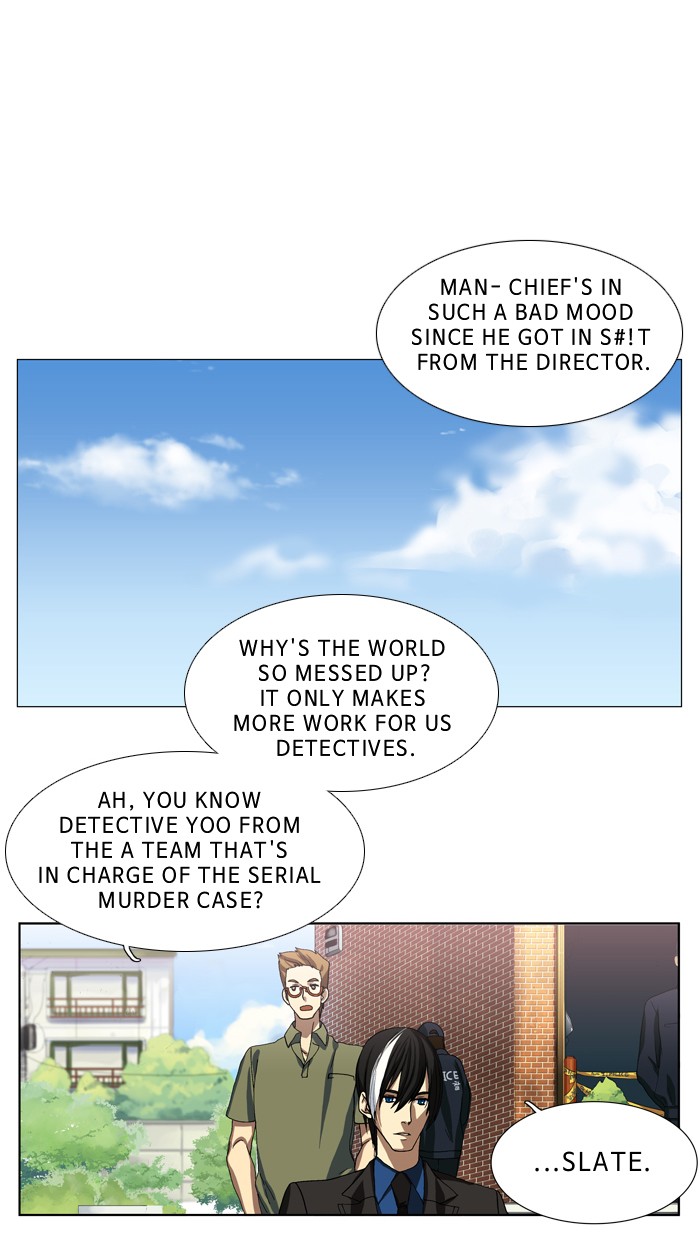 MAN- CHIEF'S IN
SUCH A BAD MOOD
SINCE HE GOT IN S#!T
FROM THE DIRECTOR.
WHY'S THE WORLD
SO MESSED UP?
IT ONLY MAKES
MORE WORK FOR US
DETECTIVES.
AH, YOU KNOW
DETECTIVE YOO FROM
THE A TEAM THAT'S
IN CHARGE OF THE SERIAL
MURDER CASE?
ICE
...SLATE.